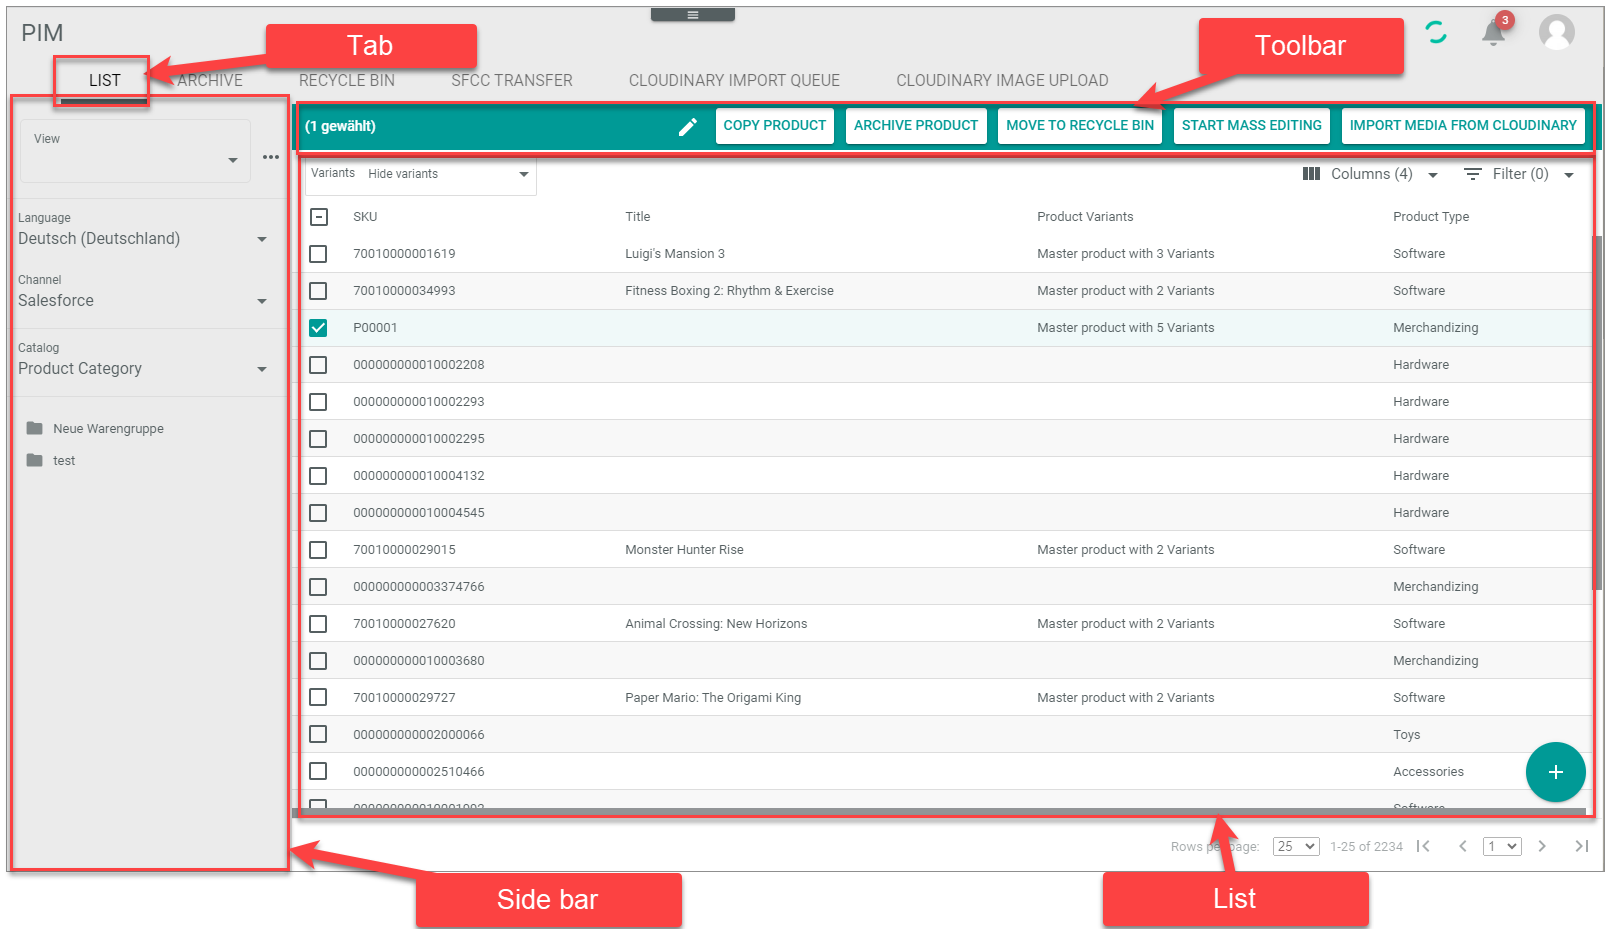 PIM
3
Tab
Toolbar
LIST
ARCHIVE
RECYCLE BIN
SFCC TRANSFER
CLOUDINARY IMPORT QUEUE
CLOUDINARY IMAGE UPLOAD
(1 gewählt)
COPY PRODUCT
ARCHIVE PRODUCT
MOVE TO RECYCLE BIN
START MASS EDITING
IMPORT MEDIA FROM CLOUDINARY
View
Language
Deutsch (Deutschland)
Channel
Salesforce
Catalog
Product Category
Neue Warengruppe
test
Variants Hide variants
Columns (4)
Filter (0)
SKU Title Product Variants Product Type
70010000001619 Luigi's Mansion 3 Master product with 3 Variants Software
70010000034993 Fitness Boxing 2: Rhythm & Exercise Master product with 2 Variants Software
P00001 Master product with 5 Variants Merchandizing
000000000010002208 Hardware
000000000010002293 Hardware
000000000010002295 Hardware
000000000010004132 Hardware
000000000010004545 Hardware
70010000029015 Monster Hunter Rise Master product with 2 Variants Software
000000000003374766 Merchandizing
70010000027620 Animal Crossing: New Horizons Master product with 2 Variants Software
000000000010003680 Merchandizing
70010000029727 Paper Mario: The Origami King Master product with 2 Variants Software
000000000002000066 Toys
000000000002510466 Accessories
Software
Rows per page: 25 1-25 of 2234 1
Side bar
List